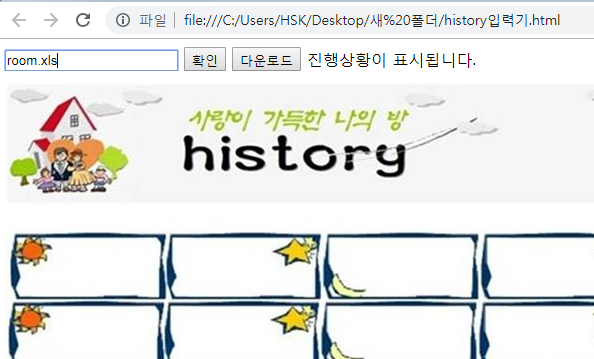 파일 file:///C:/Users/HSK/Desktop/새%20폴더/history입력기.html
room.xls 확인 다운로드 진행상황이 표시됩니다.
사랑이 가득한 나의 방
history